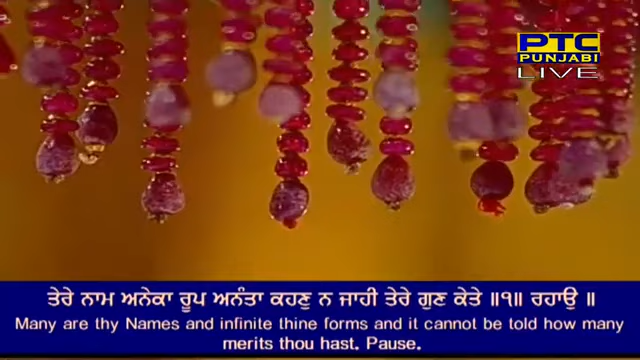 PTC
PUNJABI
LIVE
ਤੇਰੇ ਨਾਮ ਅਨੇਕਾ ਰੂਪ ਅਨੰਤਾ ਕਹਣੁ ਨ ਜਾਹੀ ਤੇਰੇ ਗੁਣ ਕੇਤੇ ॥੧॥ ਰਹਾਉ ॥
Many are thy Names and infinite thine forms and it cannot be told how many
merits thou hast. Pause.